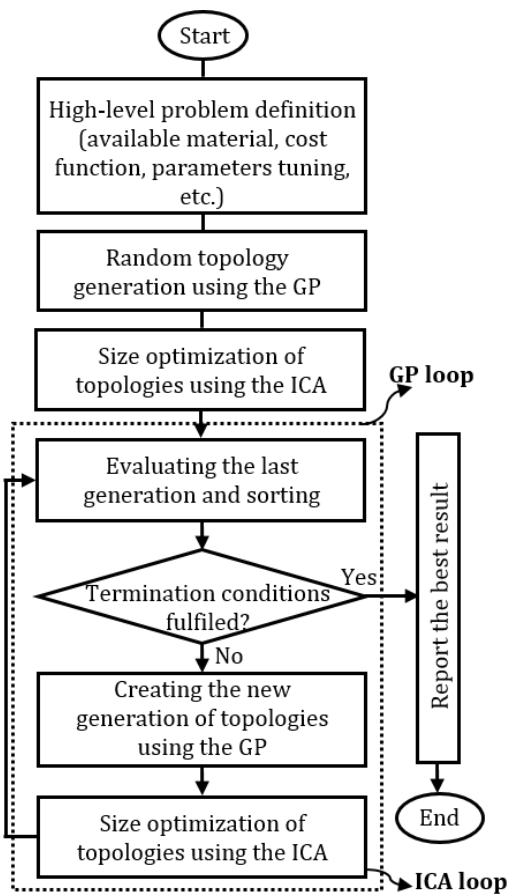 Start
High-level problem definition
(available material, cost
function, parameters tuning,
etc.)
Random topology
generation using the GP
Size optimization of
topologies using the ICA
GP loop
Evaluating the last
generation and sorting
Termination conditions
fulfiled?
Yes
No
Creating the new
generation of topologies
using the GP
Size optimization of
topologies using the ICA
ICA loop
Report the best result
End